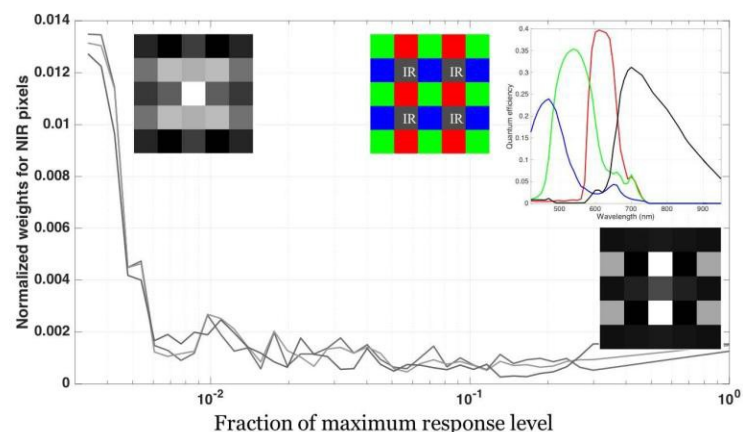 0.014
0.012
0.01
0.008
0.006
0.004
0.002
0
Normalized weights for NIR pixels
10-2
10-1
100
Fraction of maximum response level
IR IR
IR IR
0.4
0.35
0.3
0.25
0.2
0.15
0.1
0.05
0
Quantum efficiency
500 600 700 800 900
Wavelength (nm)